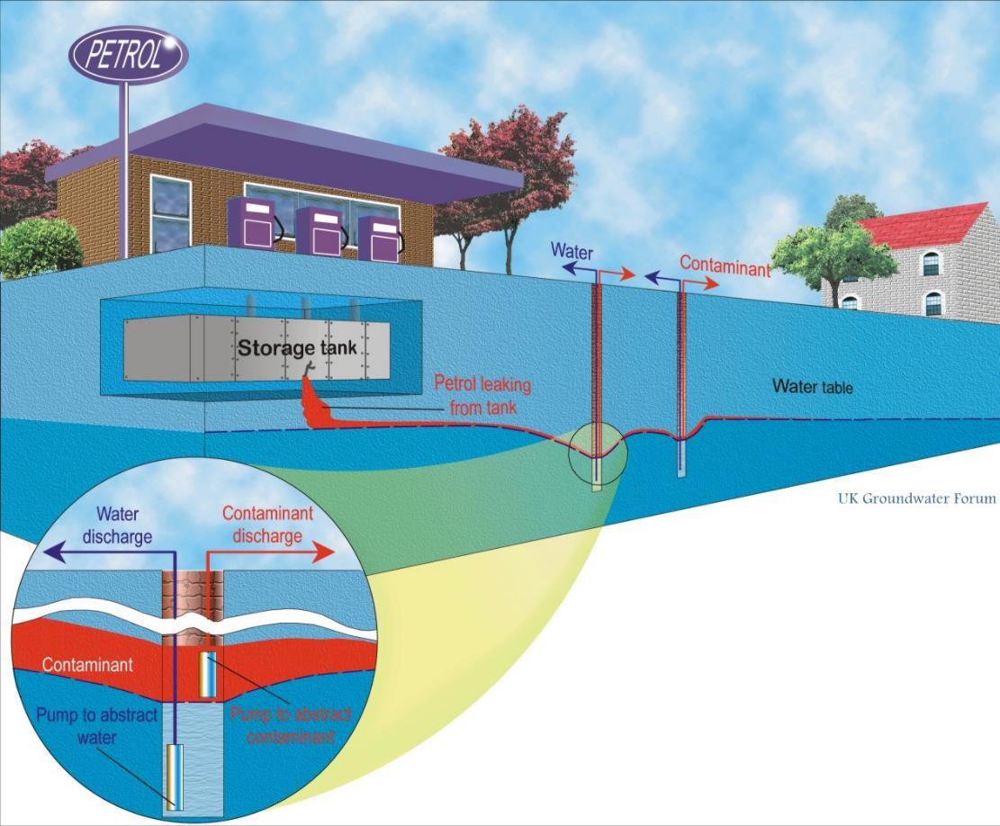 PETROL
Water
Contaminant
Storage tank
Petrol leaking
from tank
Water table
UK Groundwater Forum
Water
discharge
Contaminant
discharge
Contaminant
Pump to abstract
water
Pump to abstract
contaminant